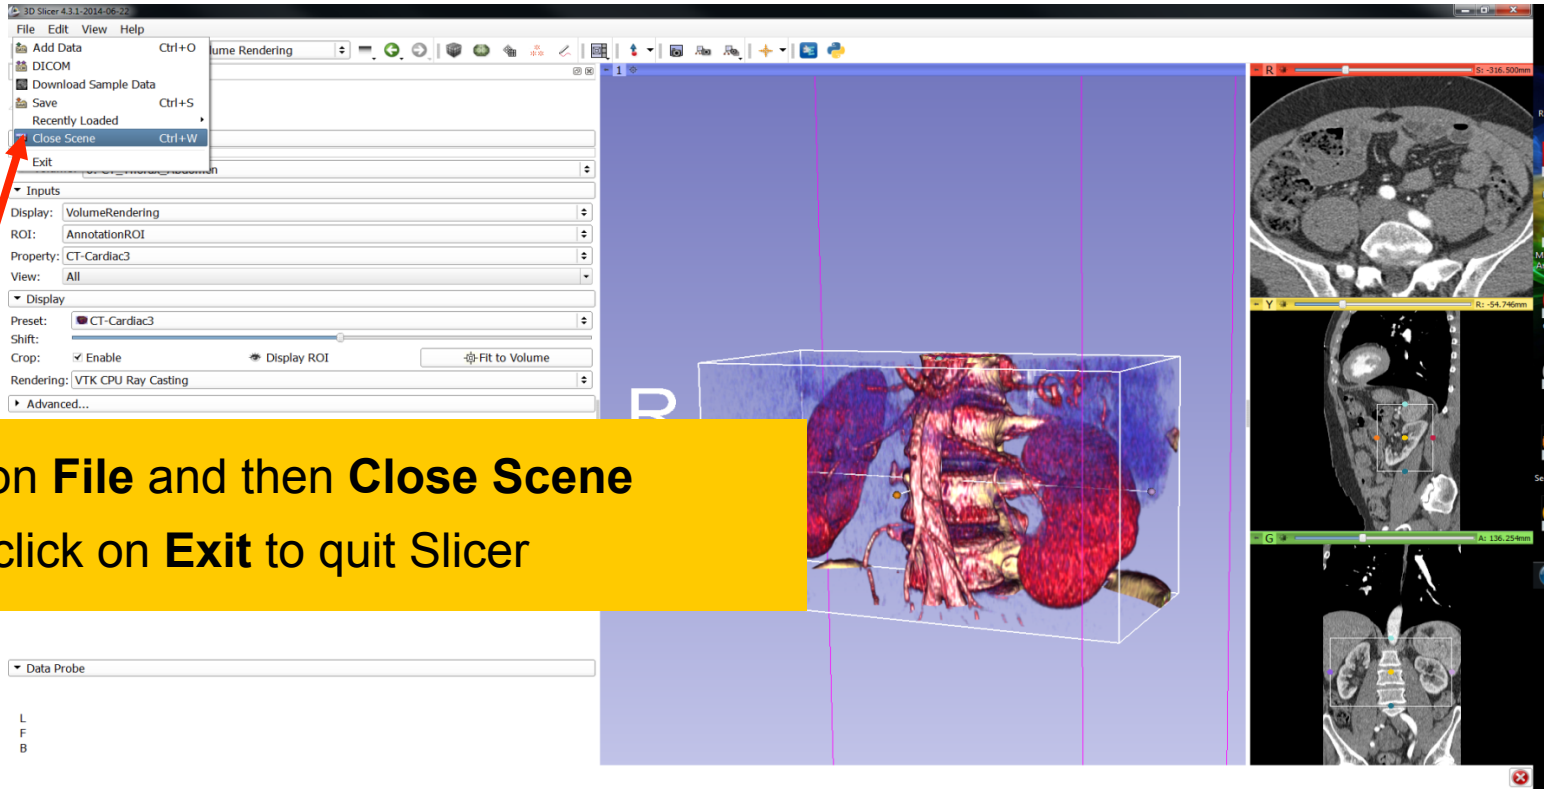 3D Slicer 4.3.1-2014-06-22
File Edit View Help
Add Data Ctrl+O
lume Rendering
DICOM
Download Sample Data
Save Ctrl+S
Recently Loaded
Close Scene Ctrl+W
Exit
Inputs
Display: VolumeRendering
ROI: AnnotationROI
Property: CT-Cardiac3
View: All
Display
Preset: CT-Cardiac3
Shift:
Crop: Enable Display ROI Fit to Volume
Rendering: VTK CPU Ray Casting
Advanced...
on File and then Close Scene
click on Exit to quit Slicer
Data Probe
L
F
B
1
R
R S: -316.500mm
Y R: -54.746mm
G A: 136.254mm